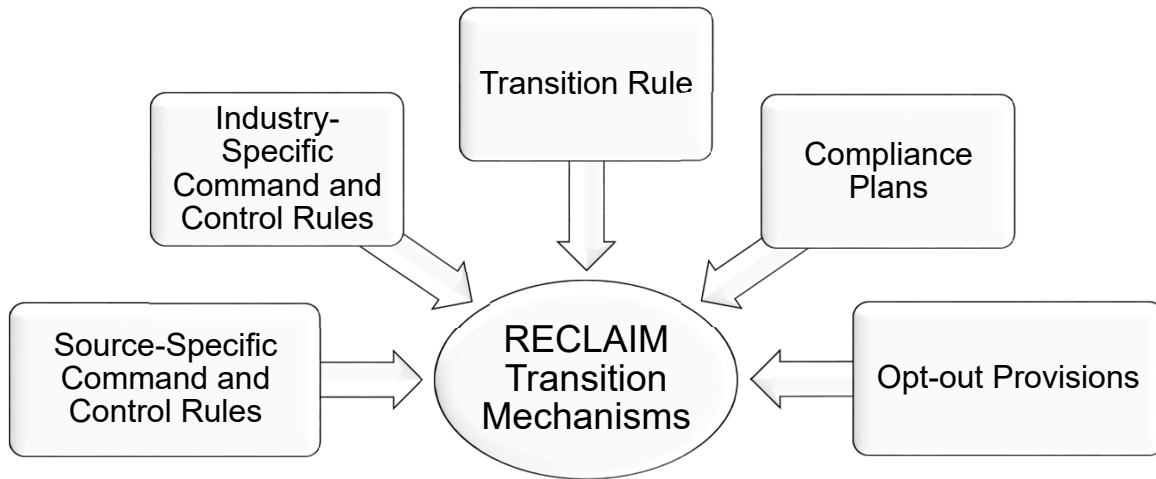 Transition Rule
Industry-
Specific
Command and
Control Rules
Compliance
Plans
Source-Specific
Command and
Control Rules
RECLAIM
Transition
Mechanisms
Opt-out Provisions